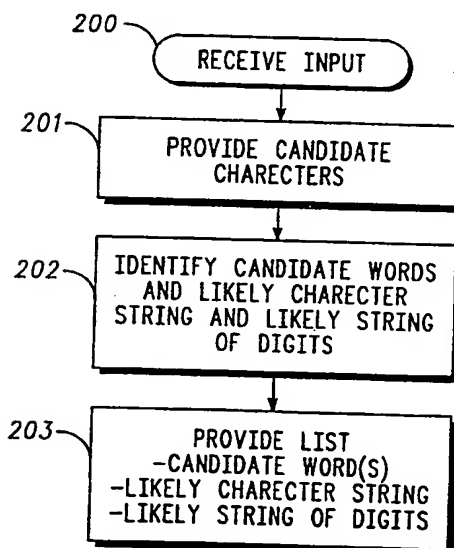 200
RECEIVE INPUT
201
PROVIDE CANDIDATE
CHARECTERS
202
IDENTIFY CANDIDATE WORDS
AND LIKELY CHARECTER
STRING AND LIKELY STRING
OF DIGITS
203
PROVIDE LIST
-CANDIDATE WORD(S)
-LIKELY CHARECTER STRING
-LIKELY STRING OF DIGITS